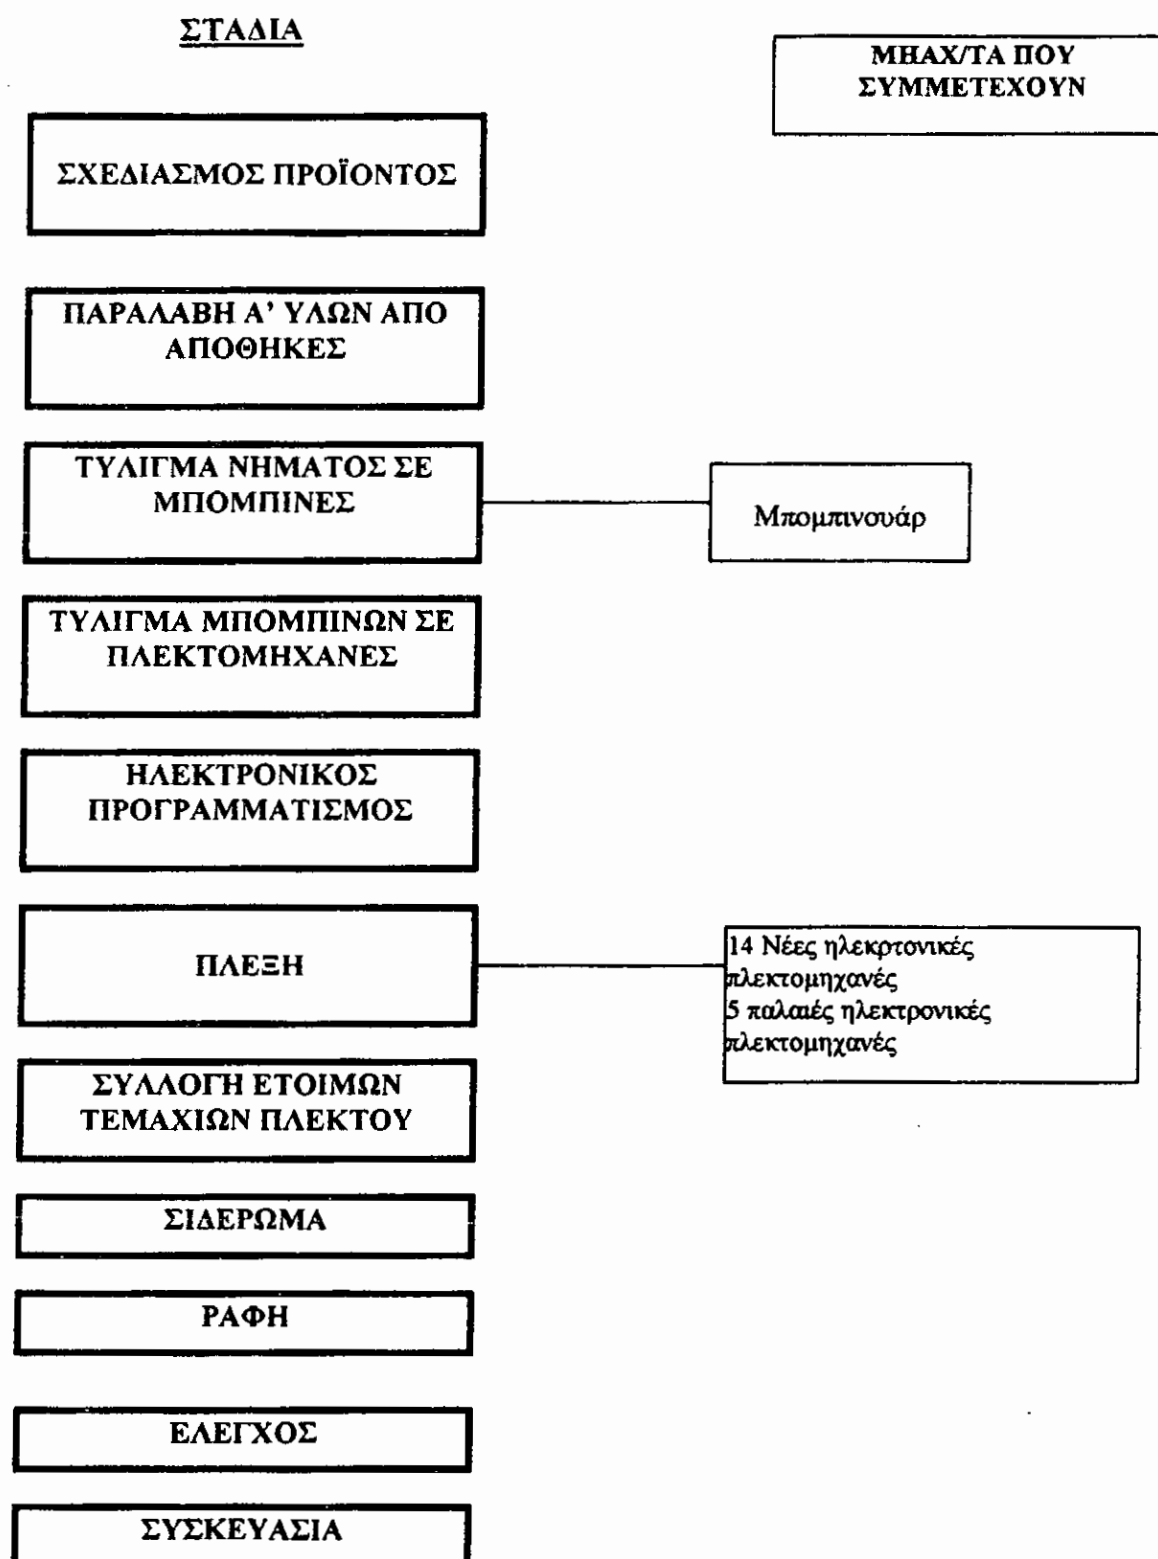 ΣΤΑΔΙΑ
ΜΗΑΧ/ΤΑ ΠΟΥ
ΣΥΜΜΕΤΕΧΟΥΝ
ΣΧΕΔΙΑΣΜΟΣ ΠΡΟΪΟΝΤΟΣ
ΠΑΡΑΛΑΒΗ Α' ΥΛΩΝ ΑΠΟ
ΑΠΟΘΗΚΕΣ
ΤΥΛΙΓΜΑ ΝΗΜΑΤΟΣ ΣΕ
ΜΠΟΜΠΙΝΕΣ
Μπομπινουάρ
ΤΥΛΙΓΜΑ ΜΠΟΜΠΙΝΩΝ ΣΕ
ΠΛΕΚΤΟΜΗΧΑΝΕΣ
ΗΛΕΚΤΡΟΝΙΚΟΣ
ΠΡΟΓΡΑΜΜΑΤΙΣΜΟΣ
ΠΛΕΞΗ
14 Νέες ηλεκρτονικές
πλεκτομηχανές
5 παλαιές ηλεκτρονικές
πλεκτομηχανές
ΣΥΛΛΟΓΗ ΕΤΟΙΜΩΝ
ΤΕΜΑΧΙΩΝ ΠΛΕΚΤΟΥ
ΣΙΔΕΡΩΜΑ
ΡΑΦΗ
ΕΛΕΓΧΟΣ
ΣΥΣΚΕΥΑΣΙΑ